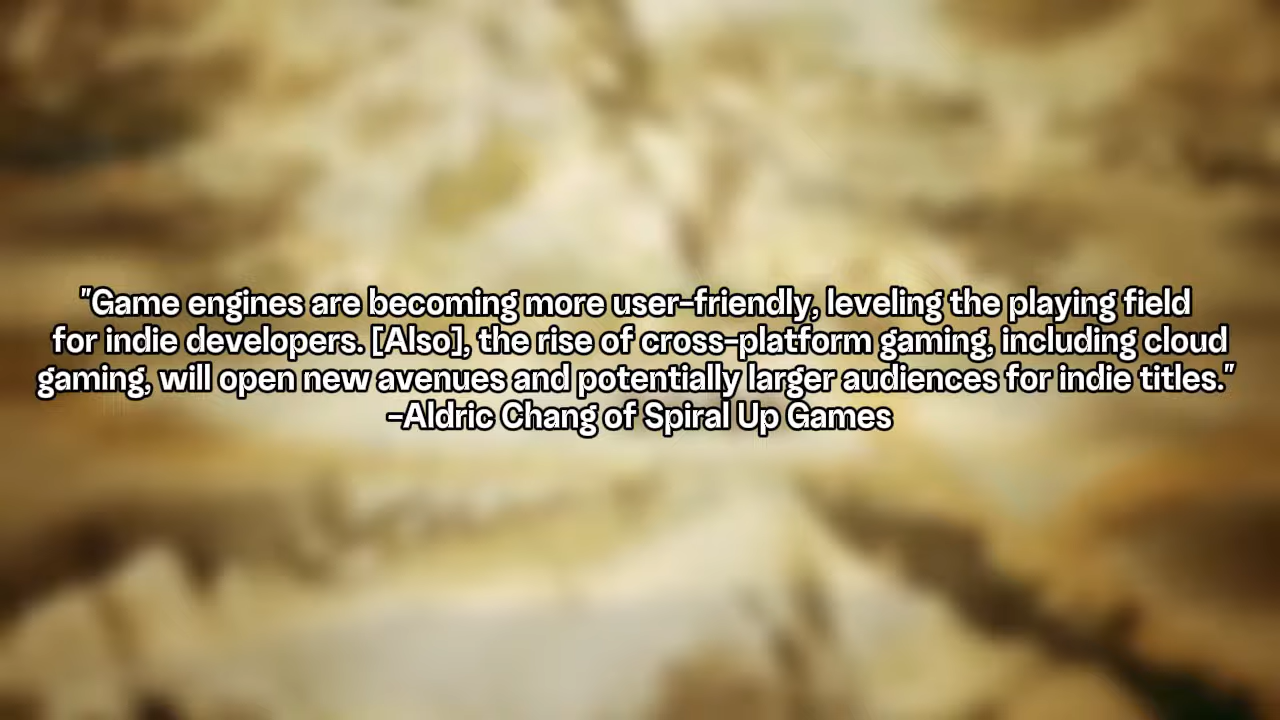 "Game engines are becoming more user-friendly, leveling the playing field
for indie developers. [Also], the rise of cross-platform gaming, including cloud
gaming, will open new avenues and potentially larger audiences for indie titles."
-Aldric Chang of Spiral Up Games